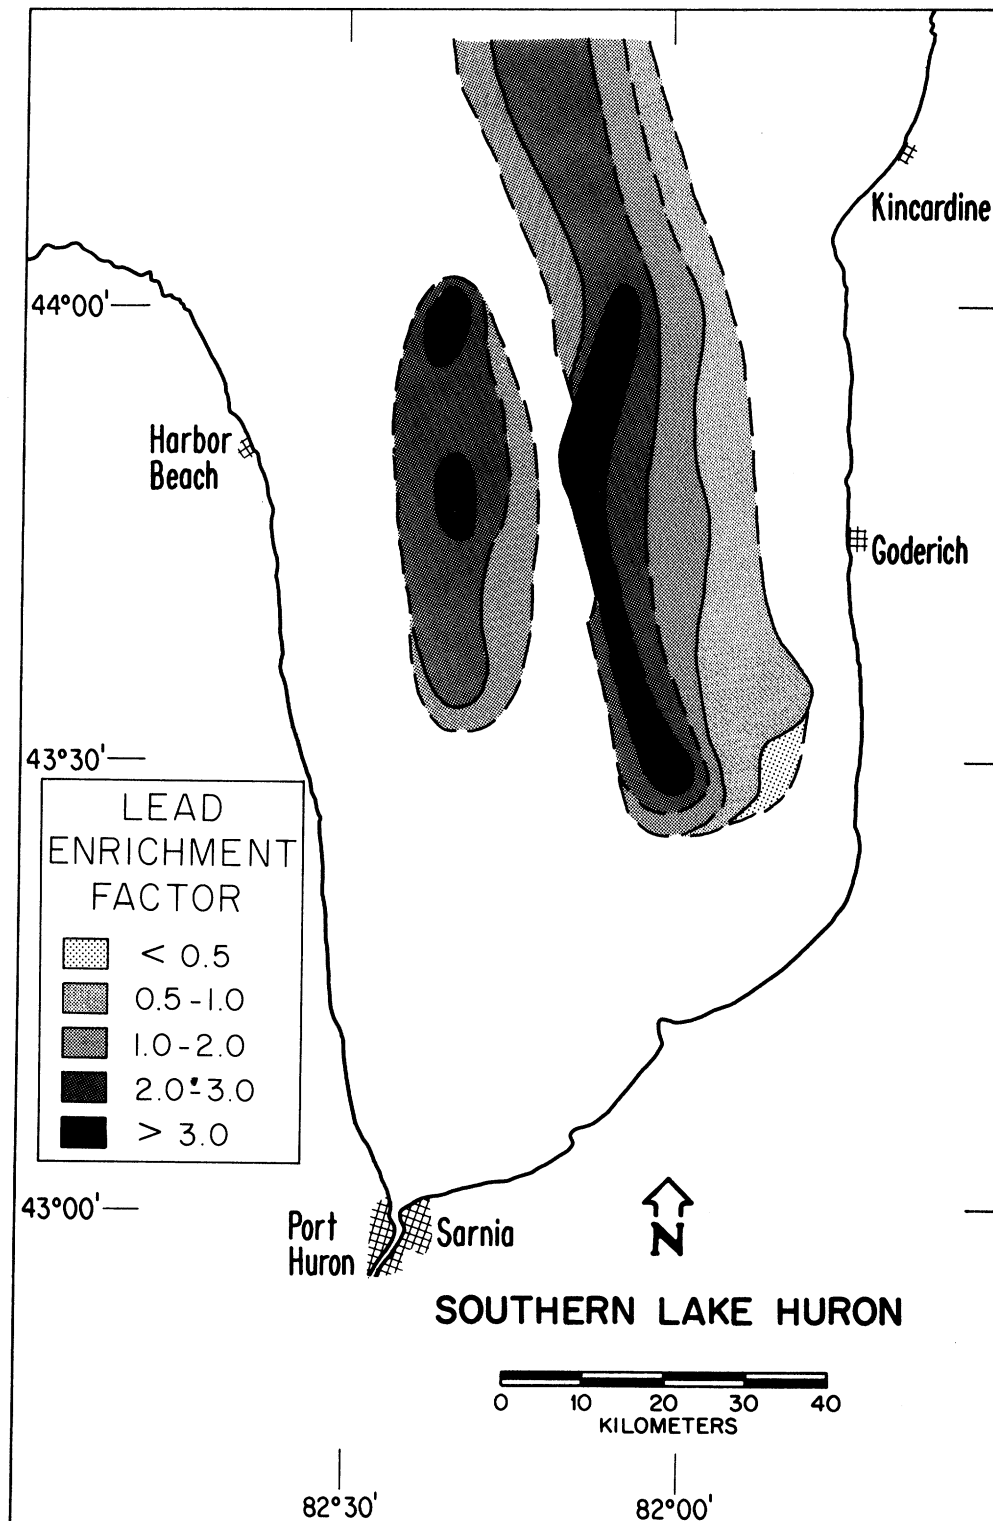 Kincardine
44°00'
Harbor
Beach
Goderich
43°30'
LEAD
ENRICHMENT
FACTOR
< 0.5
0.5-1.0
1.0-2.0
2.0-3.0
> 3.0
43°00'
Port
Huron
Sarnia
N
SOUTHERN LAKE HURON
0 10 20 30 40
KILOMETERS
82°30' 82°00'